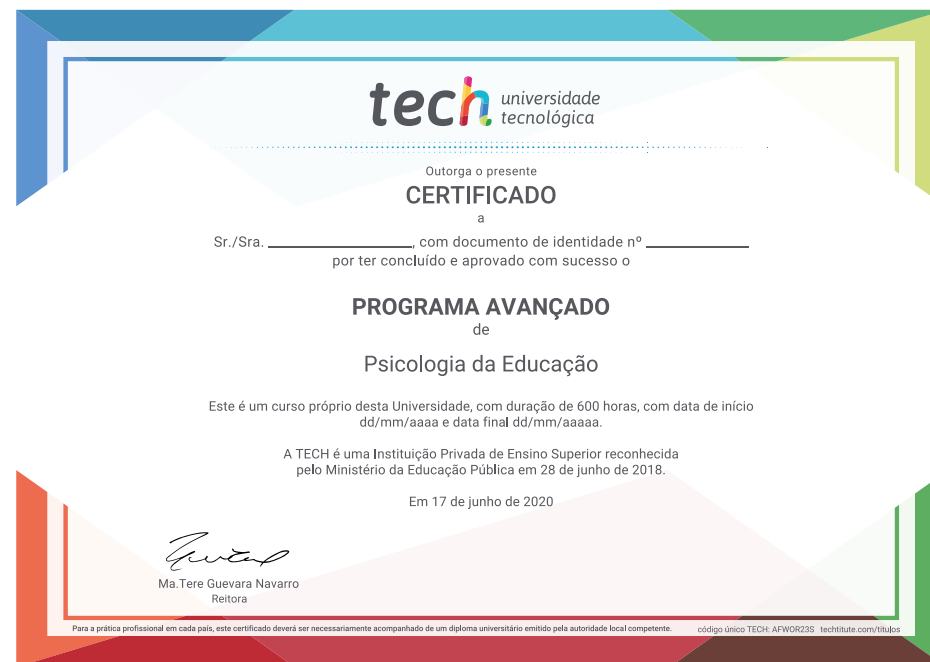 tech universidade
tecnológica
Outorga o presente
CERTIFICADO
a
Sr./Sra. , com documento de identidade nº
por ter concluído e aprovado com sucesso o
PROGRAMA AVANÇADO
de
Psicologia da Educação
Este é um curso próprio desta Universidade, com duração de 600 horas, com data de início
dd/mm/aaaa e data final dd/mm/aaaaa.
A TECH é uma Instituição Privada de Ensino Superior reconhecida
pelo Ministério da Educação Pública em 28 de junho de 2018.
Em 17 de junho de 2020
Ma.Tere Guevara Navarro
Reitora
Para a prática profissional em cada país, este certificado deverá ser necessariamente acompanhado de um diploma universitário emitido pela autoridade local competente. código único TECH: AFWOR23S techtitute.com/titulos